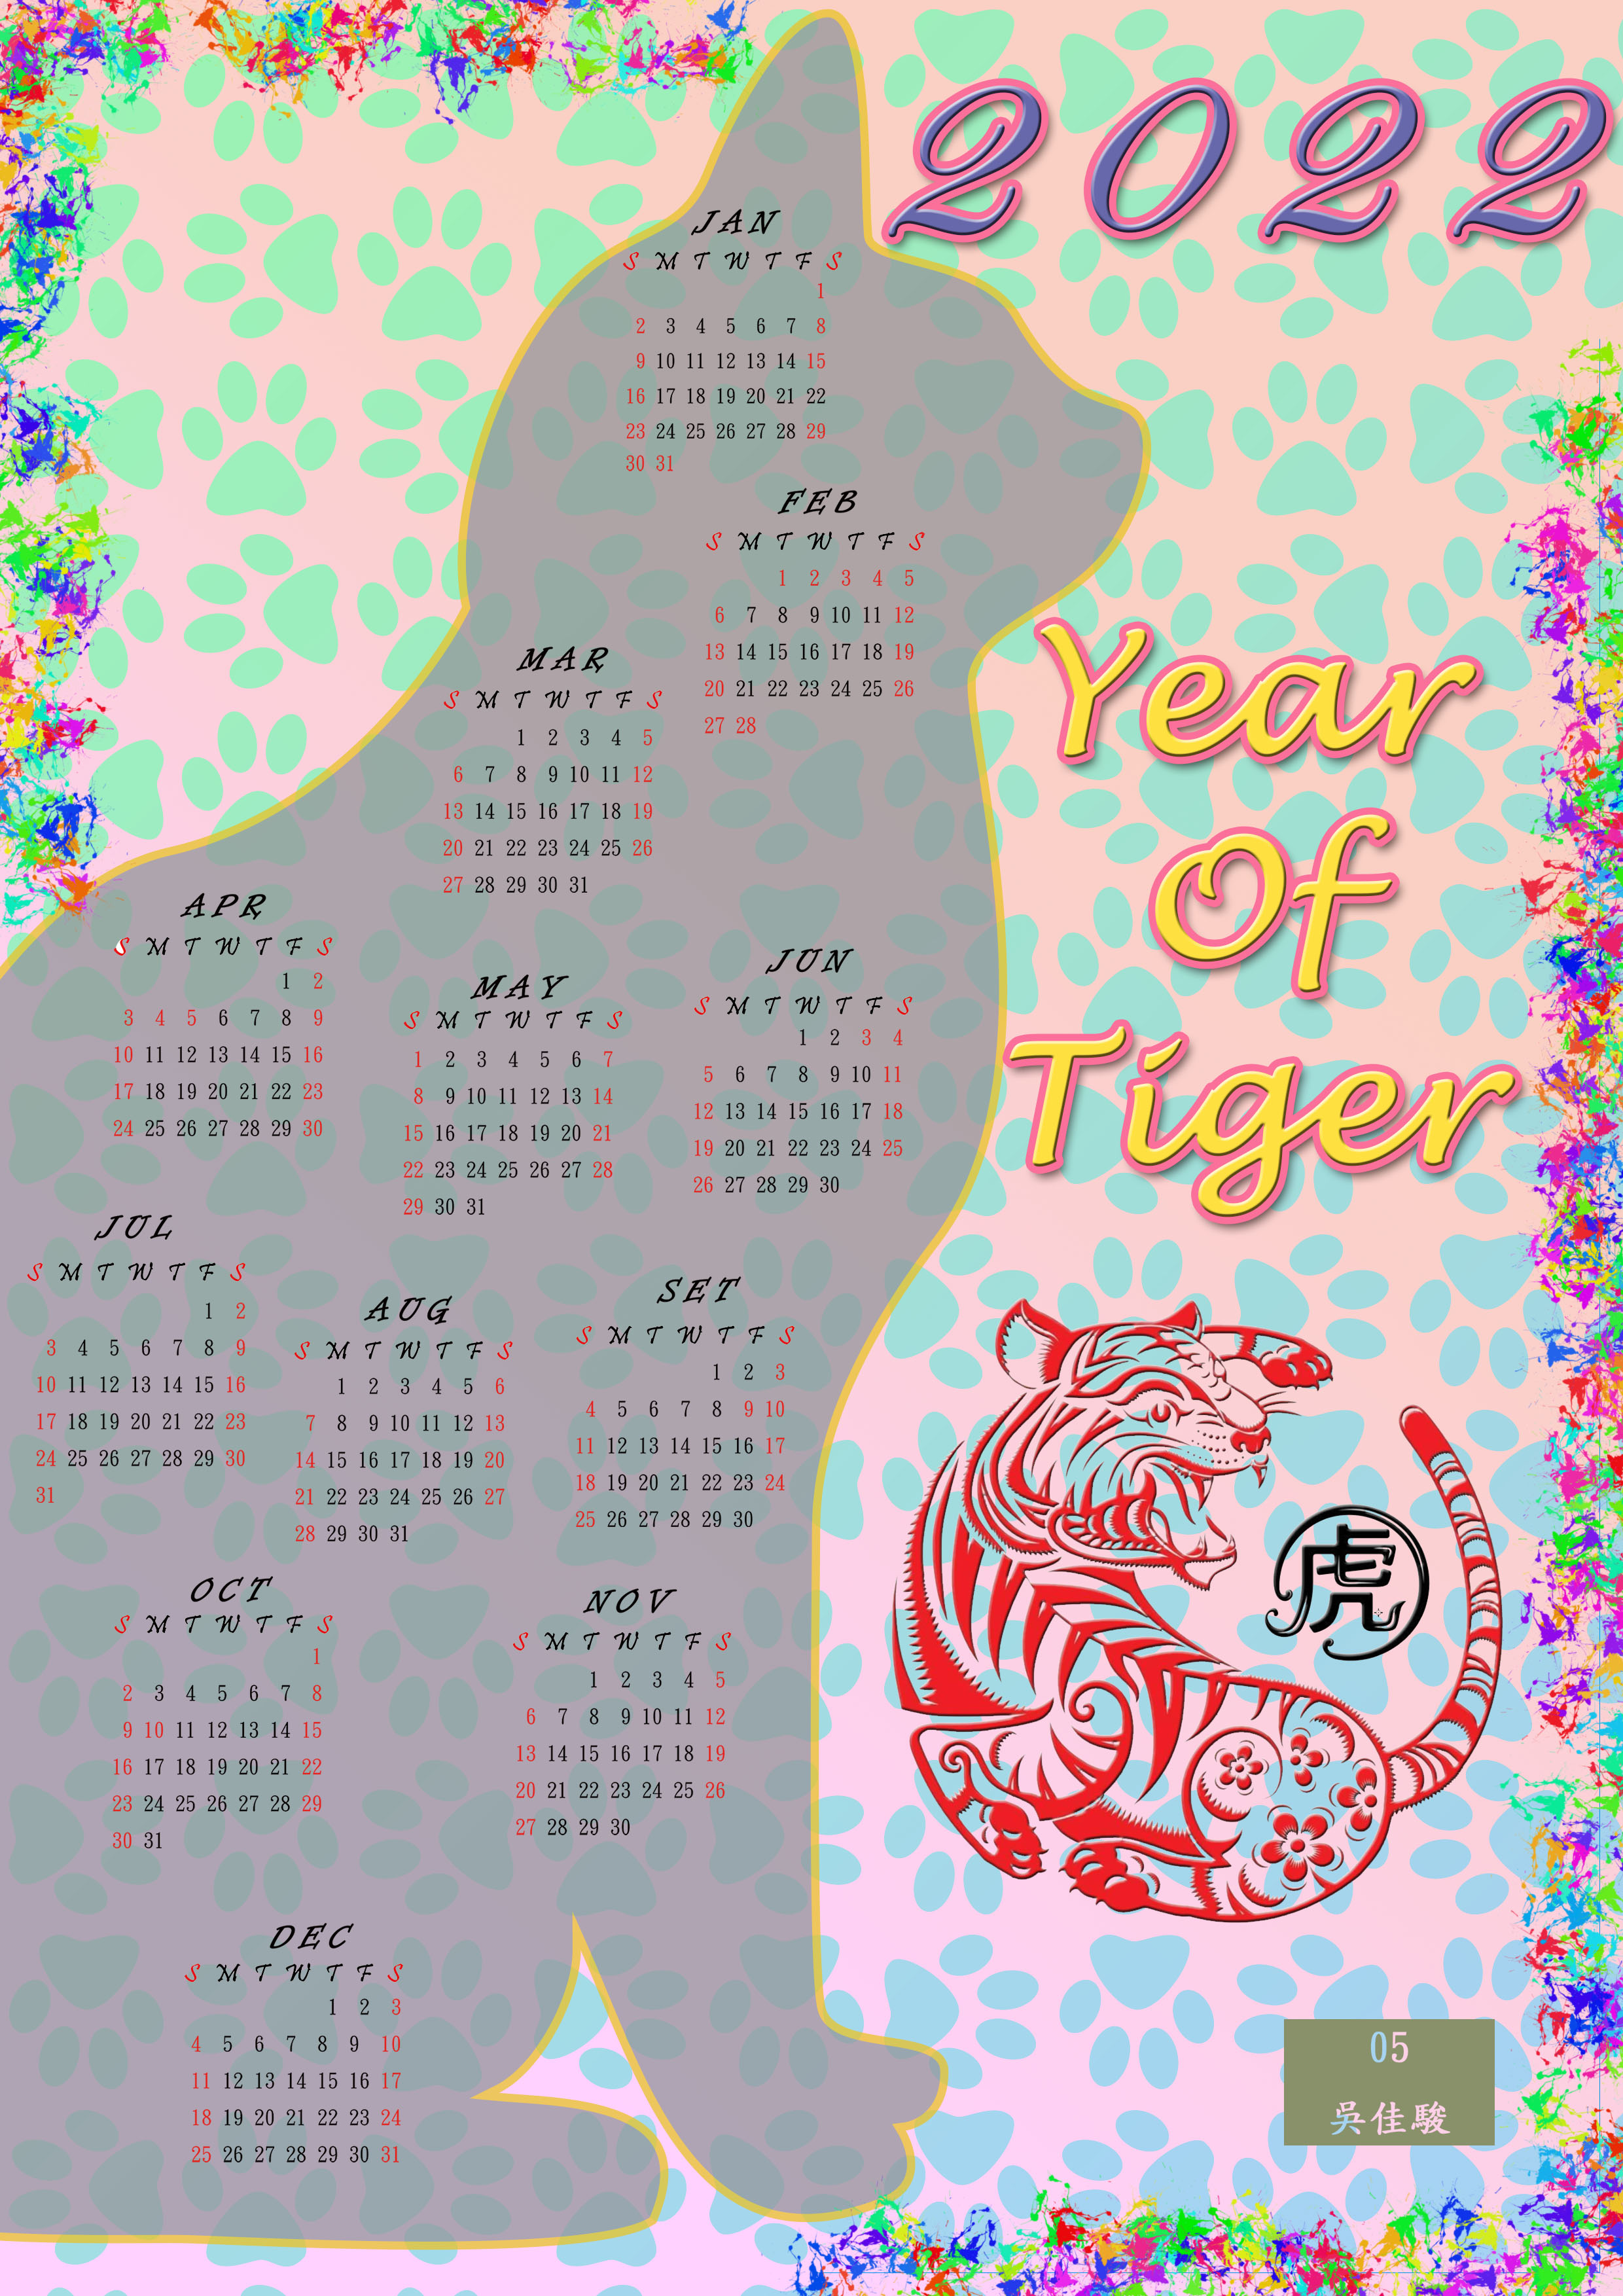 2022
JAN
S M T W T F S
1
2 3 4 5 6 7 8
9 10 11 12 13 14 15
16 17 18 19 20 21 22
23 24 25 26 27 28 29
30 31
FEB
S M T W T F S
1 2 3 4 5
6 7 8 9 10 11 12
13 14 15 16 17 18 19
20 21 22 23 24 25 26
27 28
MAR
S M T W T F S
1 2 3 4 5
6 7 8 9 10 11 12
13 14 15 16 17 18 19
20 21 22 23 24 25 26
27 28 29 30 31
Year
Of
Tiger
APR
S M T W T F S
1 2
3 4 5 6 7 8 9
10 11 12 13 14 15 16
17 18 19 20 21 22 23
24 25 26 27 28 29 30
MAY
S M T W T F S
1 2 3 4 5 6 7
8 9 10 11 12 13 14
15 16 17 18 19 20 21
22 23 24 25 26 27 28
29 30 31
JUN
S M T W T F S
1 2 3 4
5 6 7 8 9 10 11
12 13 14 15 16 17 18
19 20 21 22 23 24 25
26 27 28 29 30
JUL
S M T W T F S
1 2
3 4 5 6 7 8 9
10 11 12 13 14 15 16
17 18 19 20 21 22 23
24 25 26 27 28 29 30
31
AUG
S M T W T F S
1 2 3 4 5 6
7 8 9 10 11 12 13
14 15 16 17 18 19 20
21 22 23 24 25 26 27
28 29 30 31
SET
S M T W T F S
1 2 3
4 5 6 7 8 9 10
11 12 13 14 15 16 17
18 19 20 21 22 23 24
25 26 27 28 29 30
虎
OCT
S M T W T F S
1
2 3 4 5 6 7 8
9 10 11 12 13 14 15
16 17 18 19 20 21 22
23 24 25 26 27 28 29
30 31
NOV
S M T W T F S
1 2 3 4 5
6 7 8 9 10 11 12
13 14 15 16 17 18 19
20 21 22 23 24 25 26
27 28 29 30
DEC
S M T W T F S
1 2 3
4 5 6 7 8 9 10
11 12 13 14 15 16 17
18 19 20 21 22 23 24
25 26 27 28 29 30 31
05
吳佳駿